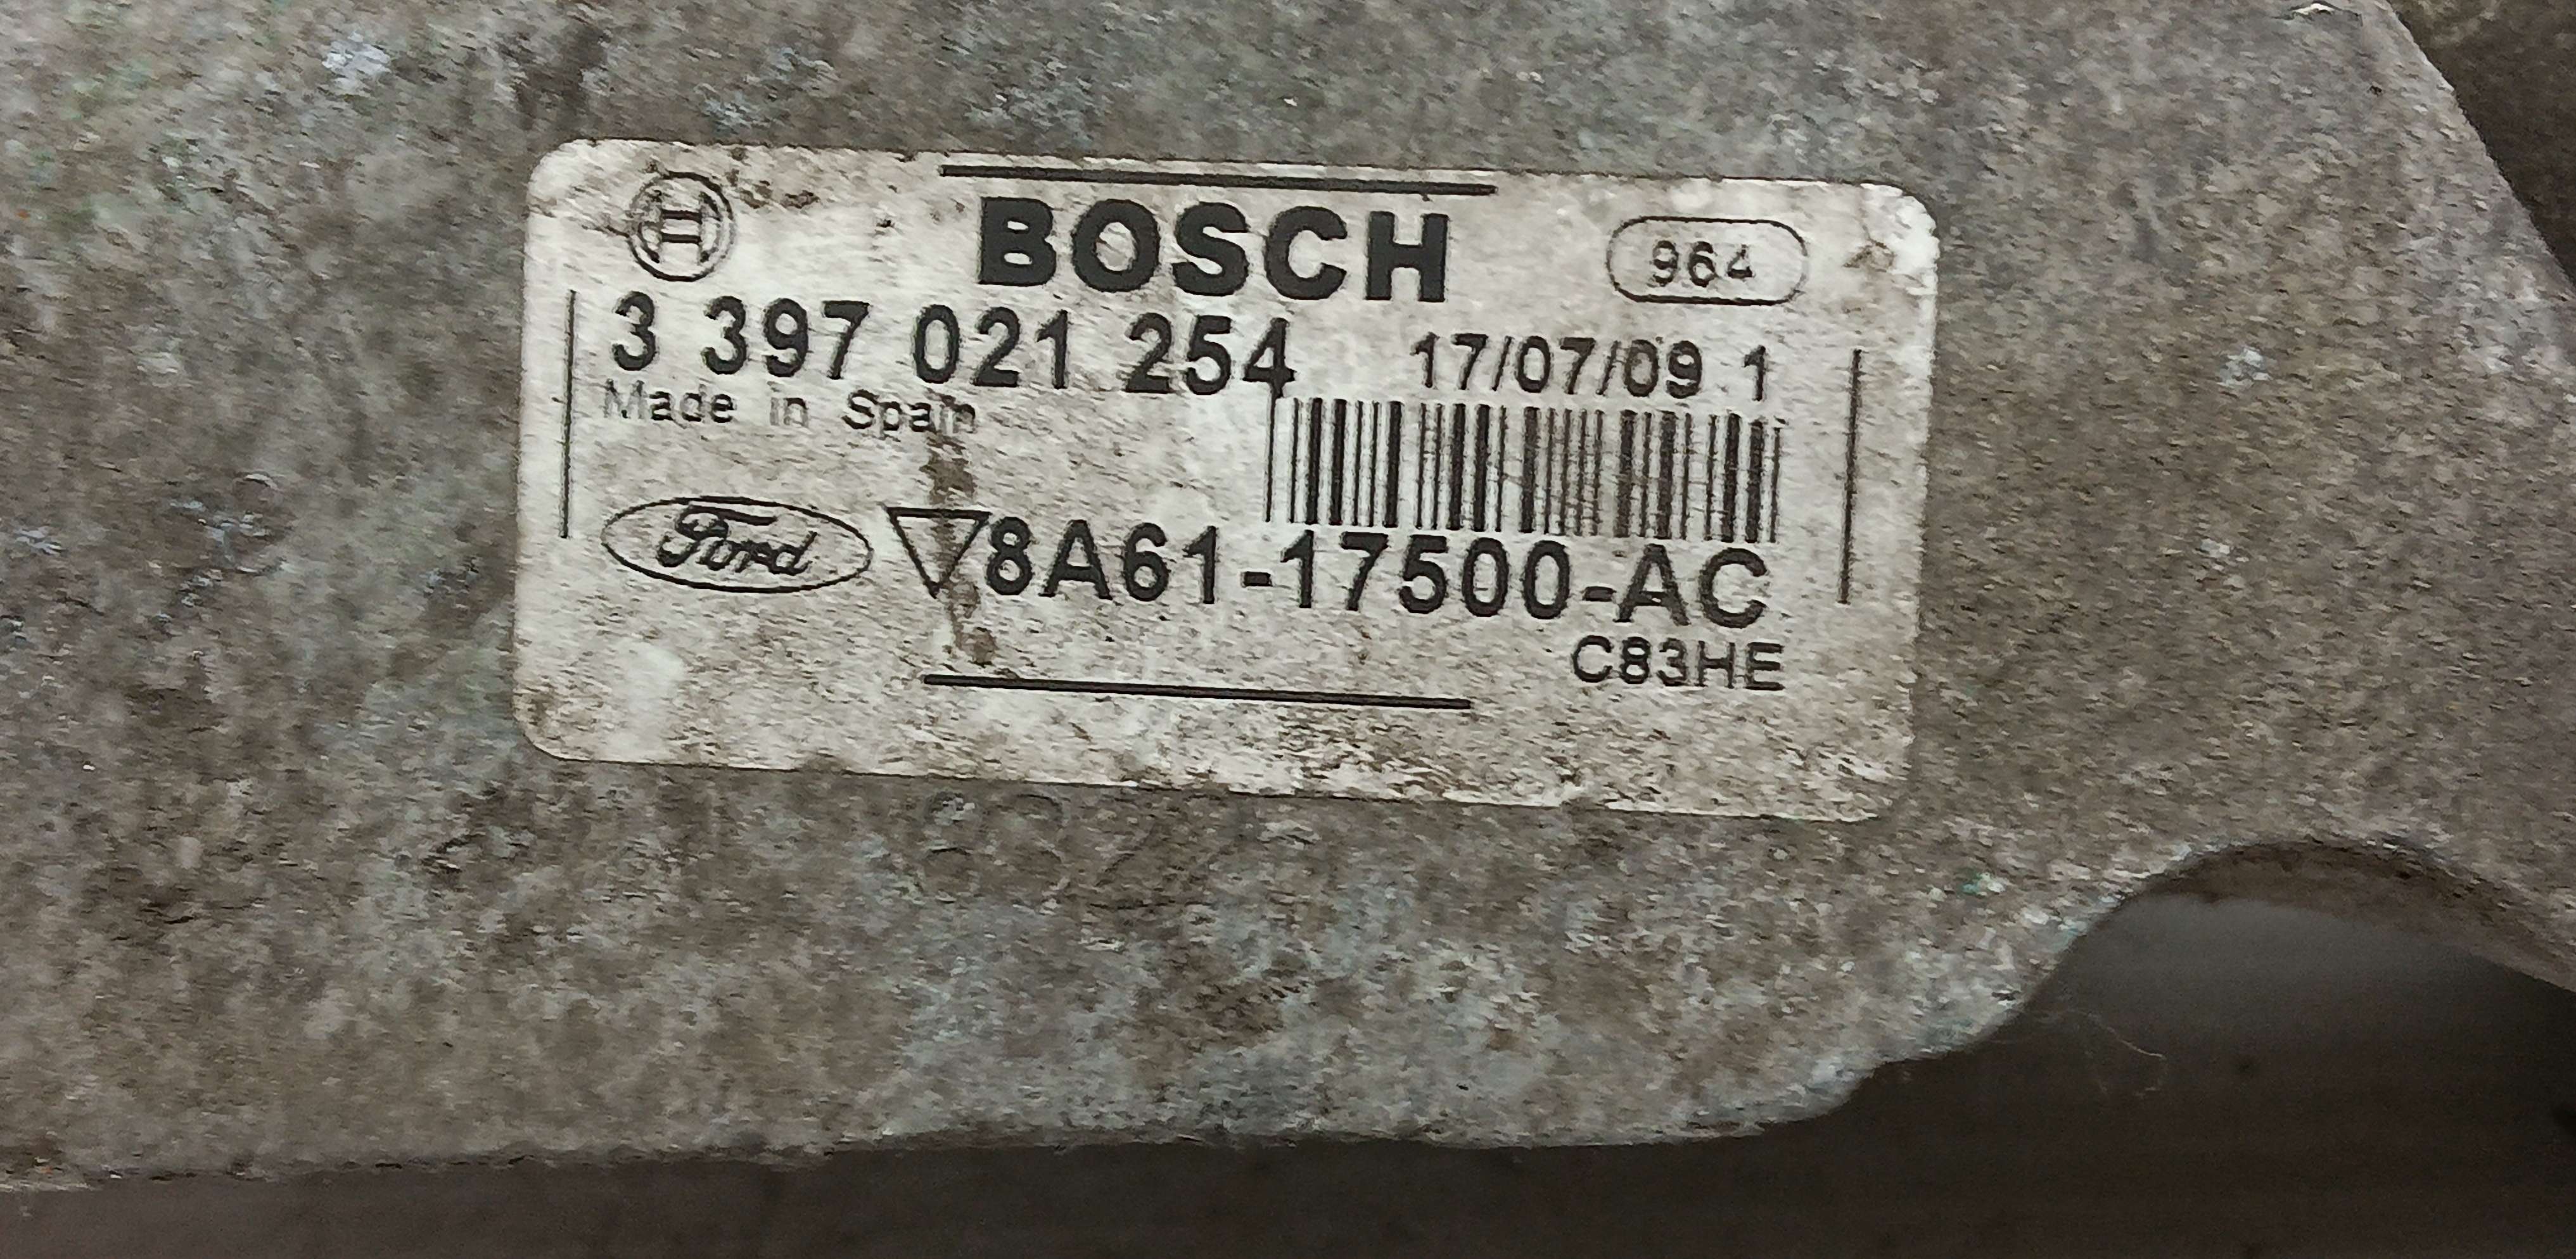 BOSCH
964
3 397 021 254
17/07/09 1
Made in Spain
Ford
8A61-17500-AC
C83HE